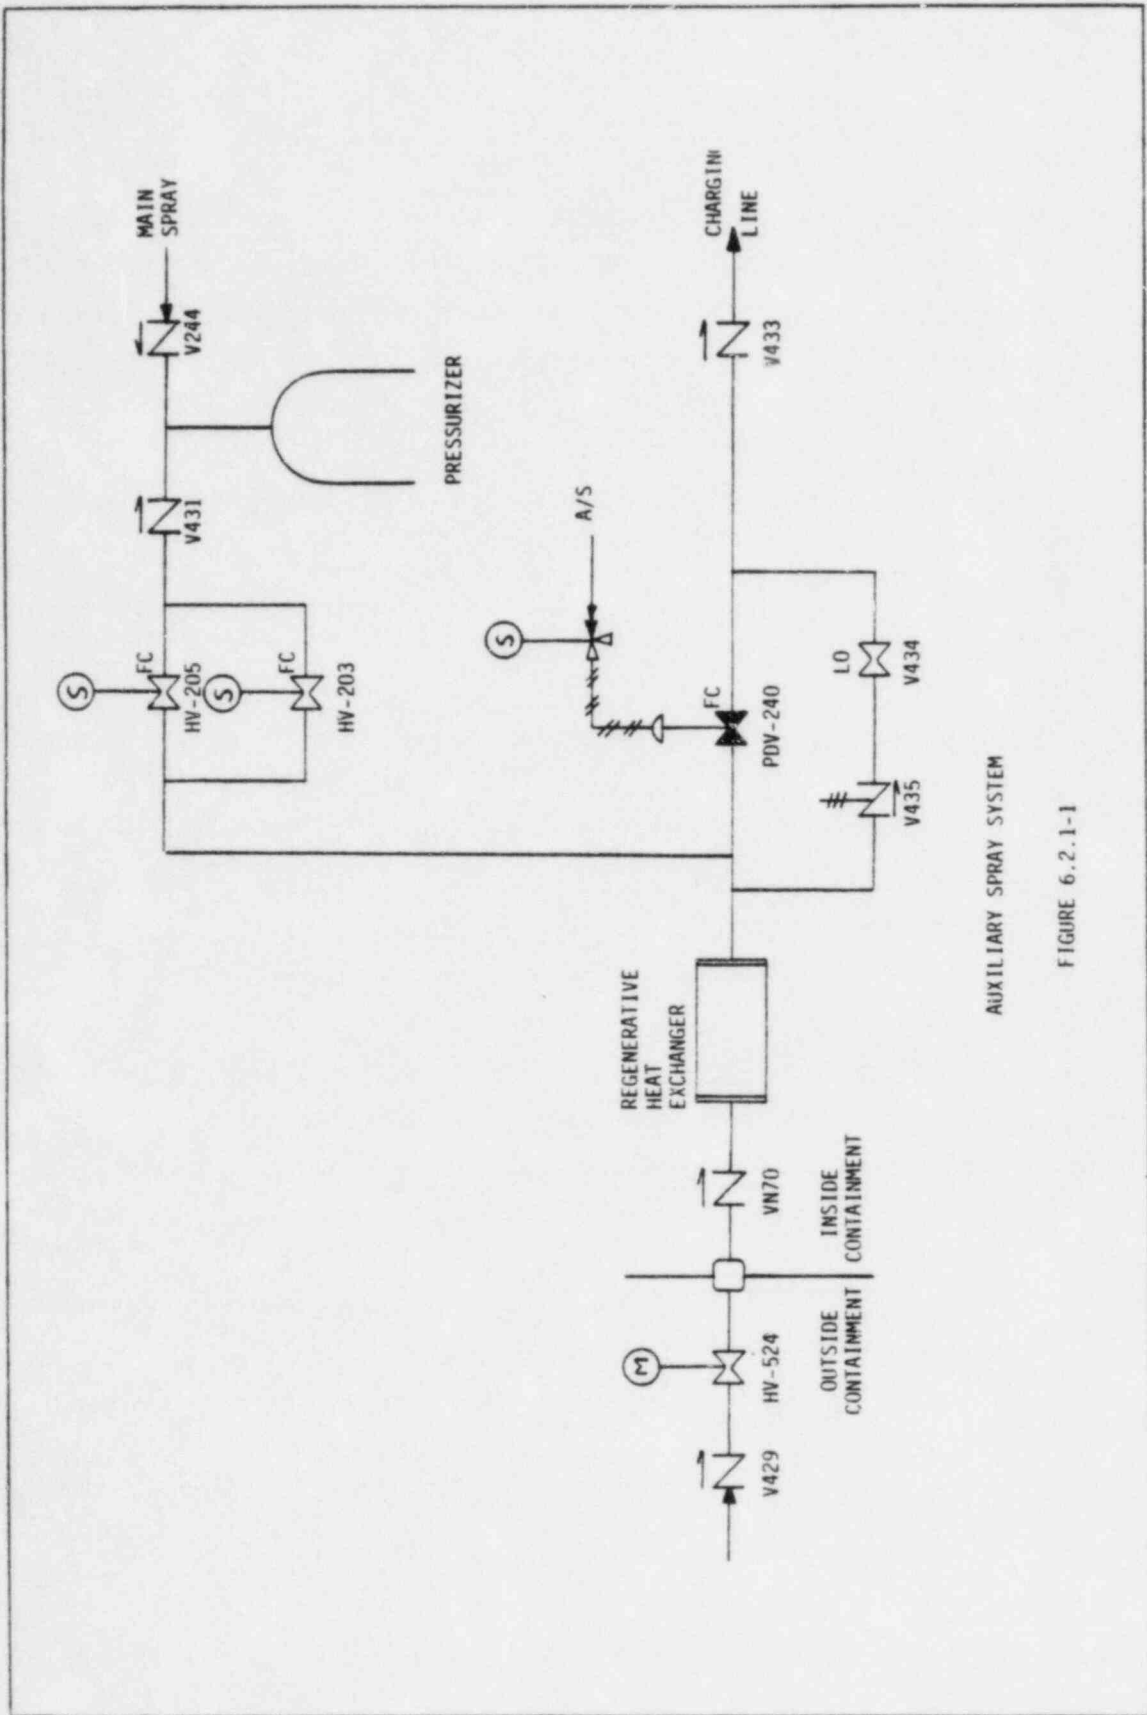 MAIN
SPRAY
V244
V431
PRESSURIZER
S
FC
HV-205
S
FC
HV-203
CHARGIN
LINE
V433
A/S
S
FC
PDV-240
LO
V434
V435
REGENERATIVE
HEAT
EXCHANGER
VN70
INSIDE
CONTAINMENT
OUTSIDE
CONTAINMENT
M
HV-524
V429
AUXILIARY SPRAY SYSTEM
FIGURE 6.2.1-1